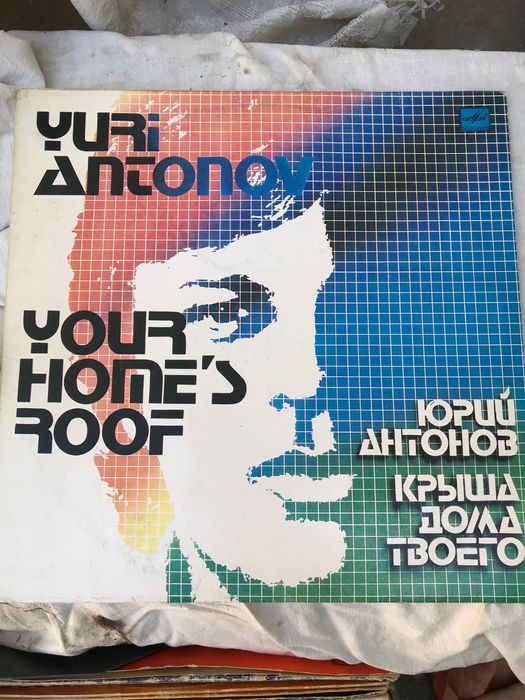 YURi
ANTONOV
YOUR
HOME'S
ROOF
ЮРИЙ
АНТОНОВ
КРЫША
ДОМА
ТВОЕГО